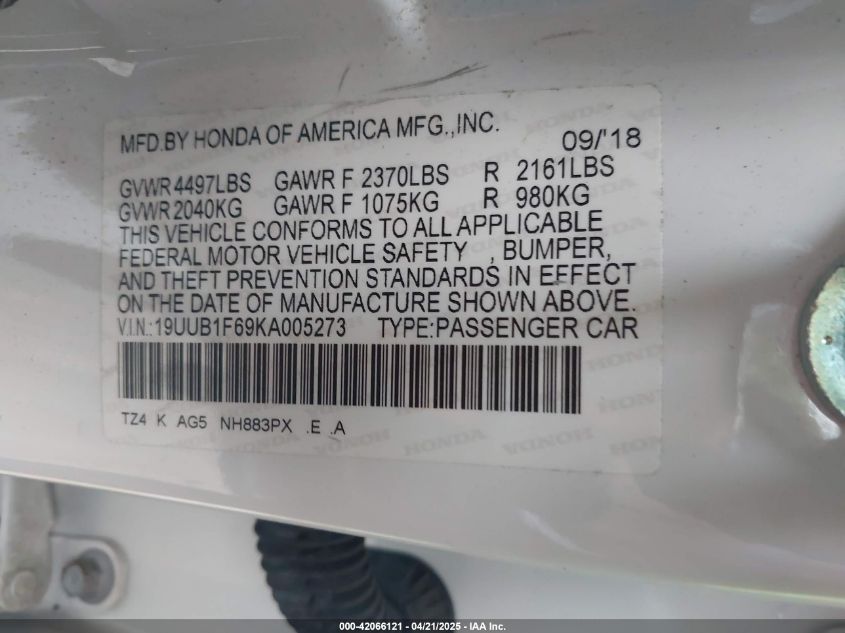 MFD.BY HONDA OF AMERICA MFG.,INC. 09/'18
GVWR 4497LBS GAWR F 2370LBS R 2161LBS
GVWR 2040KG GAWR F 1075KG R 980KG
THIS VEHICLE CONFORMS TO ALL APPLICABLE
FEDERAL MOTOR VEHICLE SAFETY , BUMPER,
AND THEFT PREVENTION STANDARDS IN EFFECT
ON THE DATE OF MANUFACTURE SHOWN ABOVE.
V.I.N.:19UUB1F69KA005273 TYPE:PASSENGER CAR
TZ4 K AG5 NH883PX .E .A
000-42066121 - 04/21/2025 - IAA Inc.